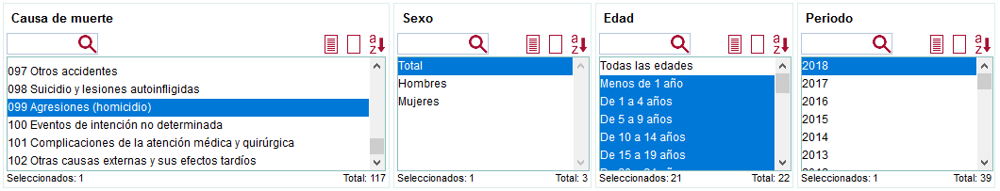 Causa de muerte
097 Otros accidentes
098 Suicidio y lesiones autoinfligidas
099 Agresiones (homicidio)
100 Eventos de intención no determinada
101 Complicaciones de la atención médica y quirúrgica
102 Otras causas externas y sus efectos tardíos
Seleccionados: 1
Total: 117
Sexo
Total
Hombres
Mujeres
Seleccionados: 1
Total: 3
Edad
Todas las edades
Menos de 1 año
De 1 a 4 años
De 5 a 9 años
De 10 a 14 años
De 15 a 19 años
Seleccionados: 21
Total: 22
Periodo
2018
2017
2016
2015
2014
2013
Seleccionados: 1
Total: 39